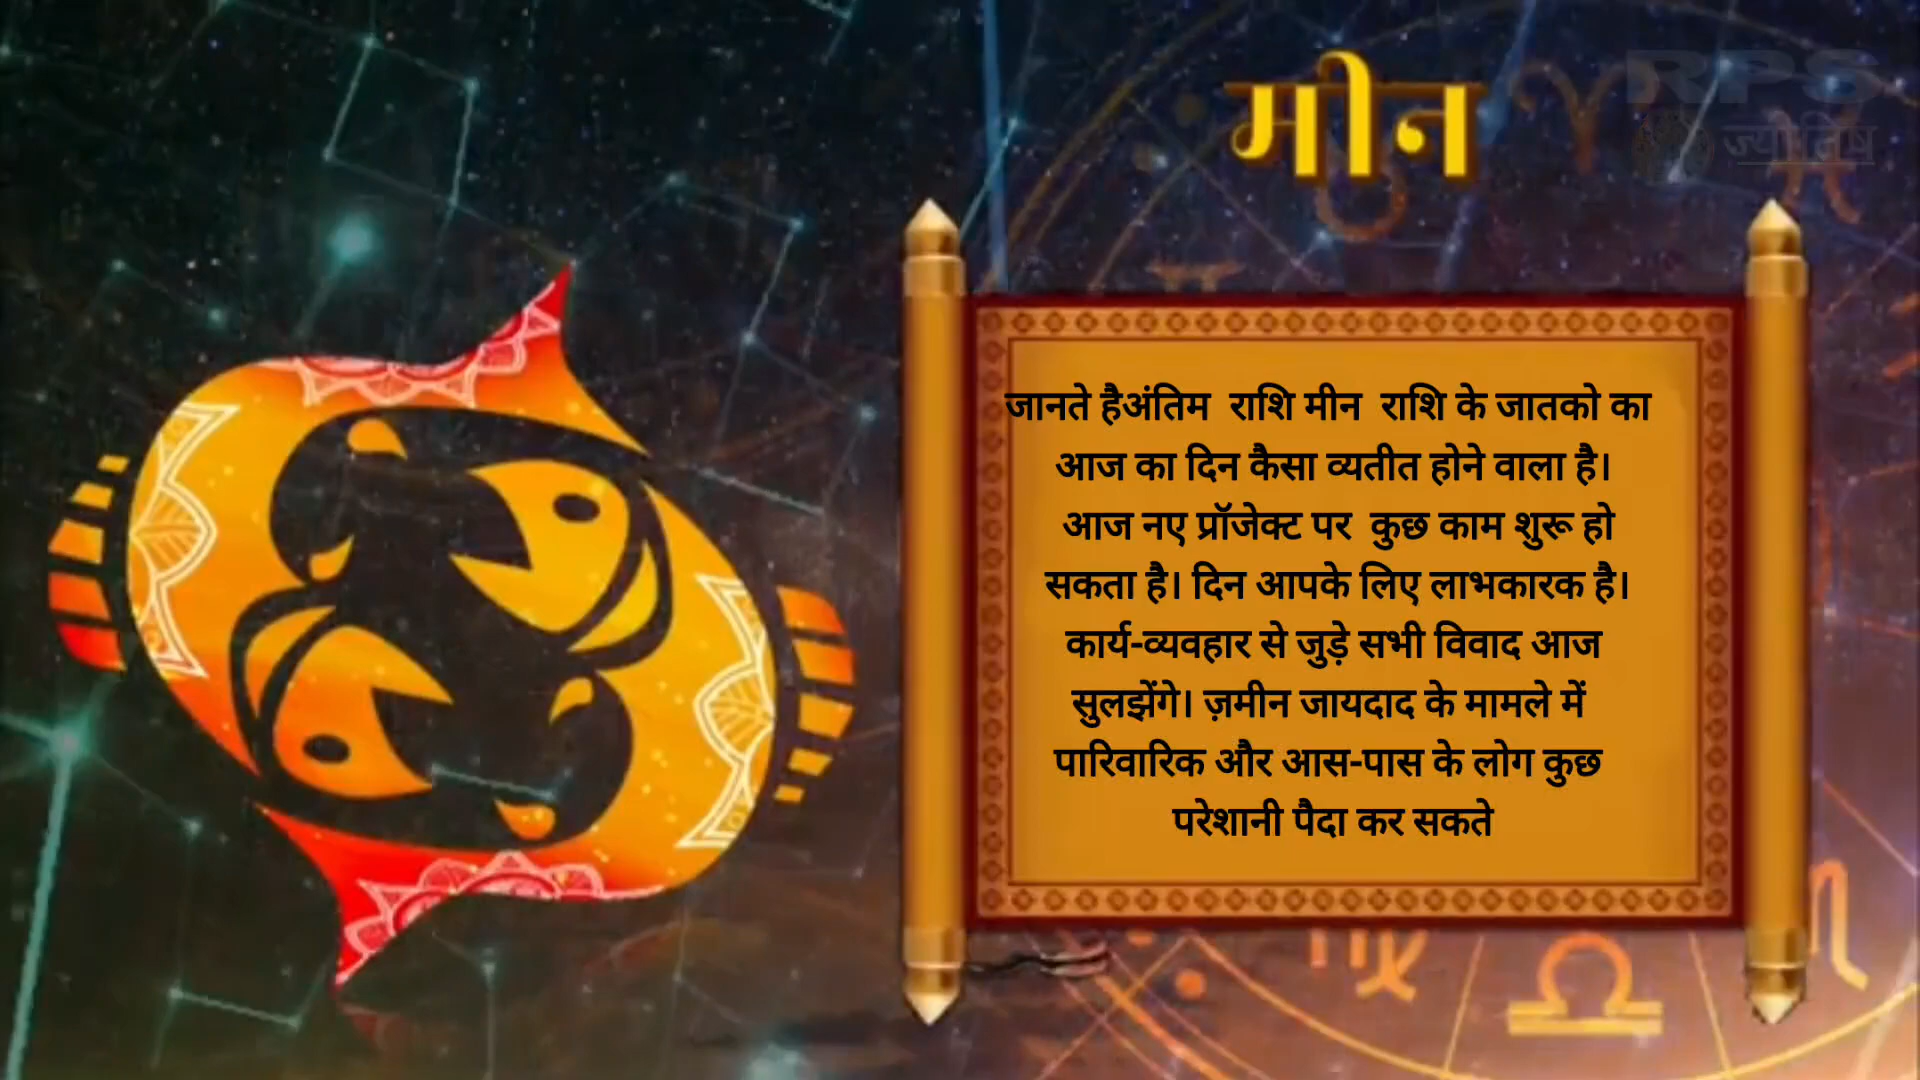 मीन
RPS
ज्योतिष
जानते हैअंतिम राशि मीन राशि के जातको का
आज का दिन कैसा व्यतीत होने वाला है।
आज नए प्रॉजेक्ट पर कुछ काम शुरू हो
सकता है। दिन आपके लिए लाभकारक है।
कार्य-व्यवहार से जुड़े सभी विवाद आज
सुलझेंगे। ज़मीन जायदाद के मामले में
पारिवारिक और आस-पास के लोग कुछ
परेशानी पैदा कर सकते